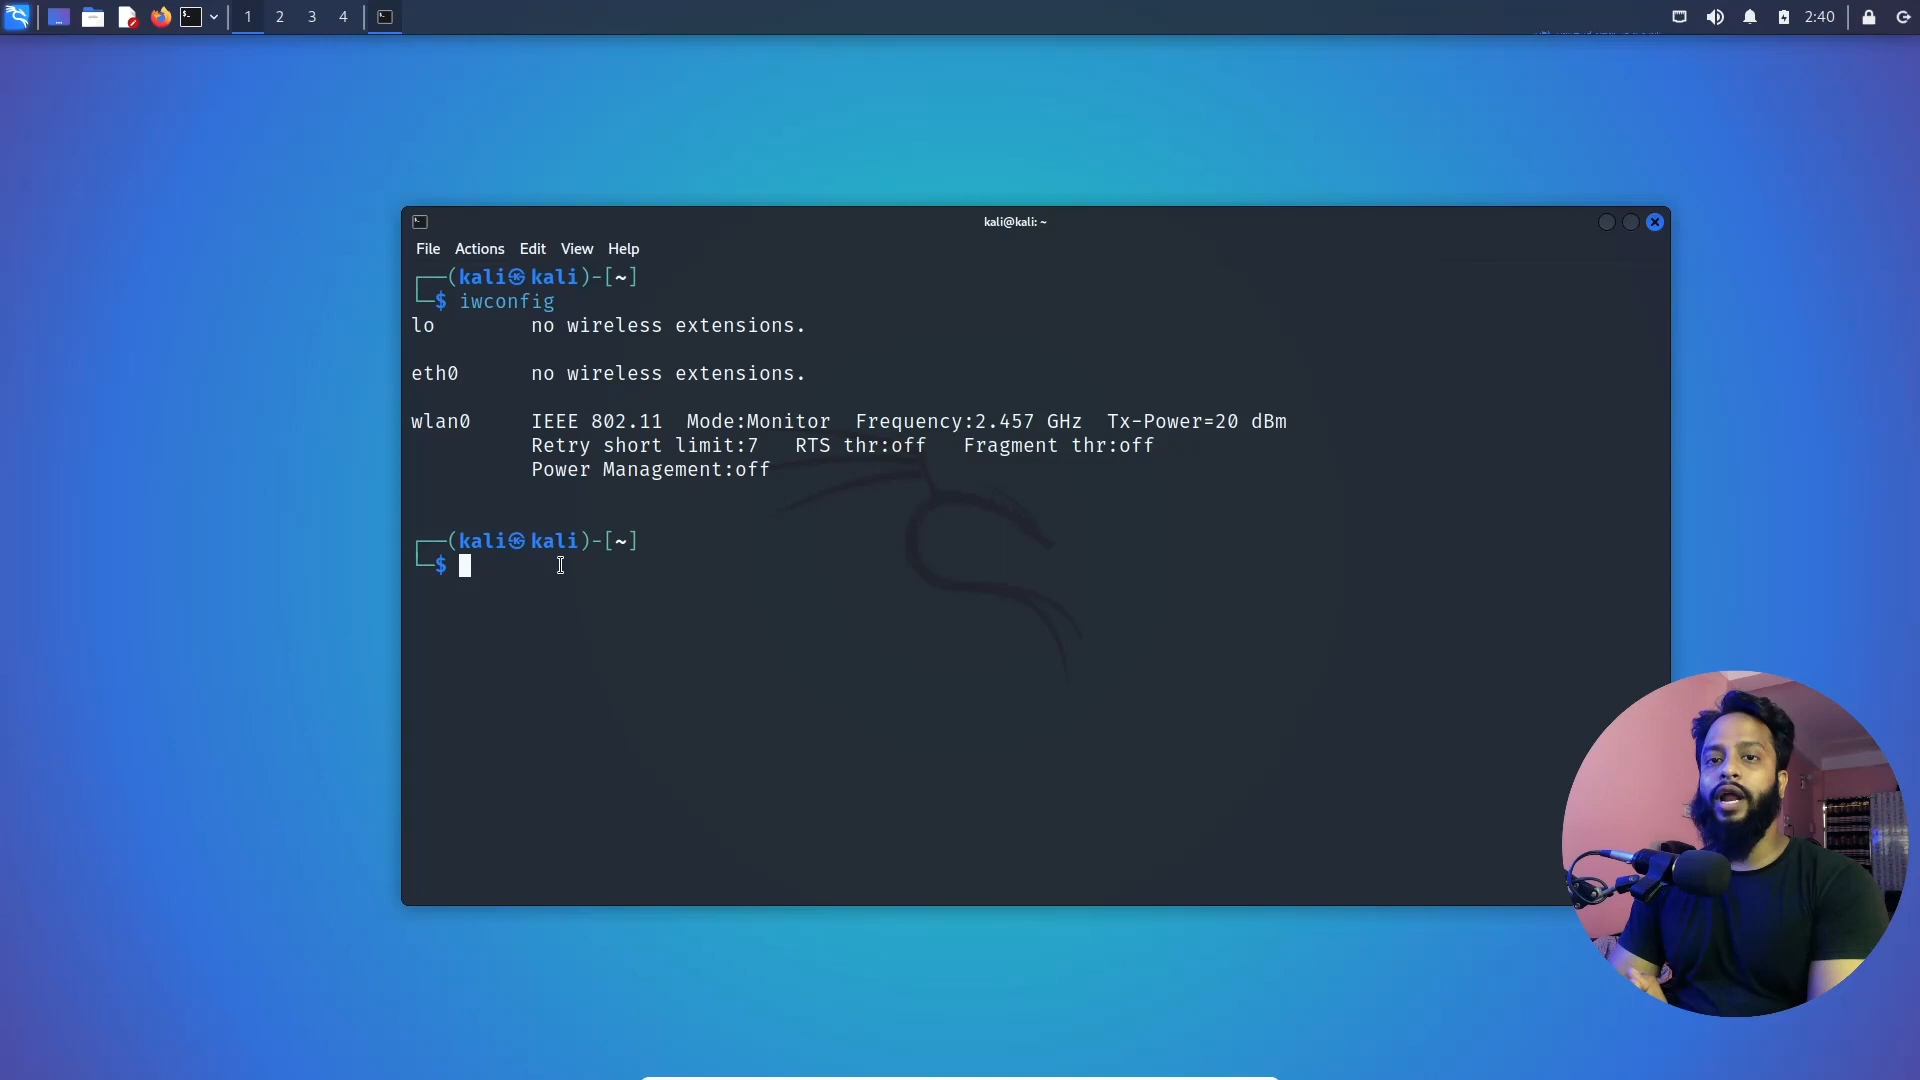 1 2 3 4
2:40
kali@kali: ~
File Actions Edit View Help
┌──(kali㉿kali)-[~]
└─$ iwconfig
lo        no wireless extensions.
eth0      no wireless extensions.
wlan0     IEEE 802.11  Mode:Monitor  Frequency:2.457 GHz  Tx-Power=20 dBm
          Retry short limit:7   RTS thr:off   Fragment thr:off
          Power Management:off
┌──(kali㉿kali)-[~]
└─$